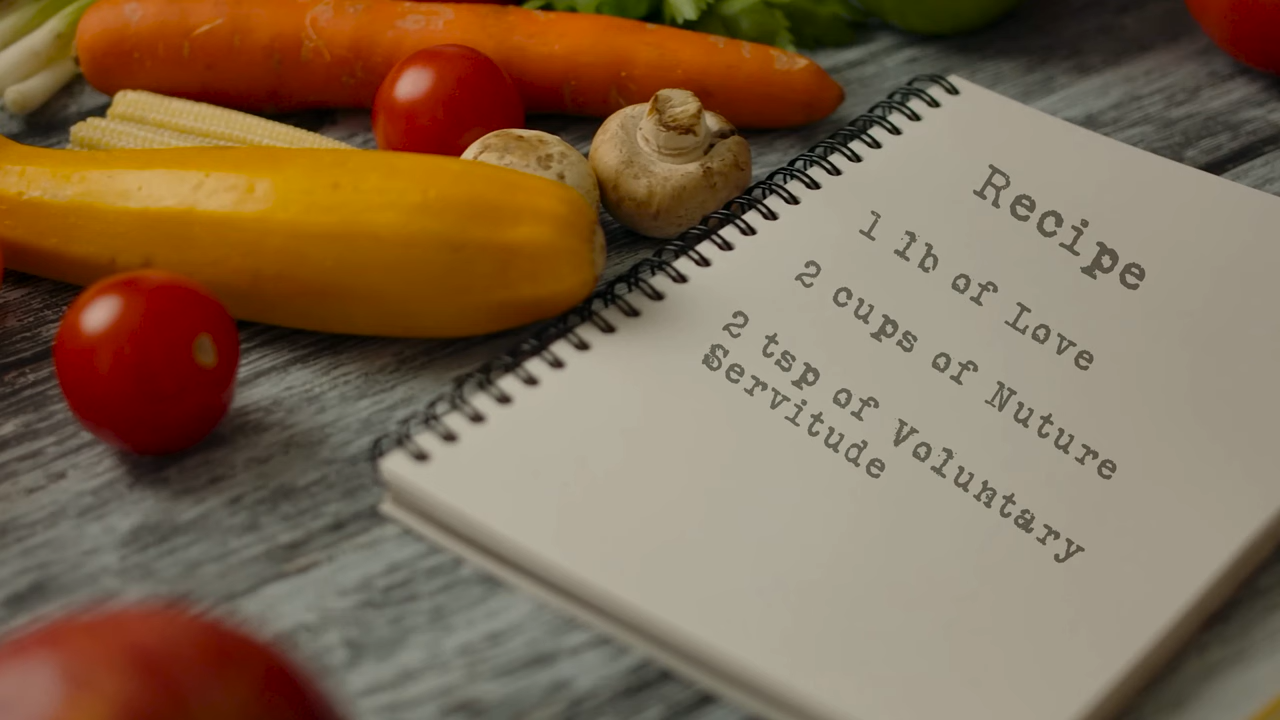 Recipe
1 lb of Love
2 cups of Nuture
2 tsp of Voluntary
Servitude